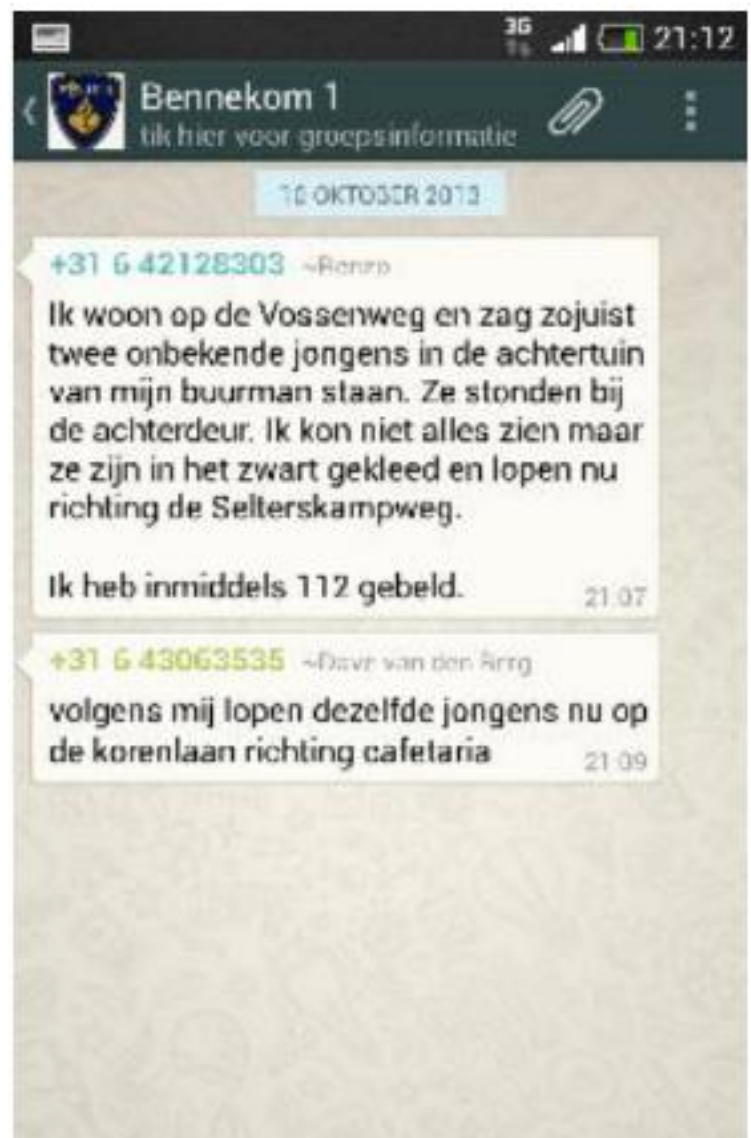 3G
21:12
Bennekom 1
tik hier voor groepsinformatie
OKTOBER 2013
+31 6 42128303
Ik woon op de Vossenweg en zag zojuist
twee onbekende jongens in de achtertuin
van mijn buurman staan. Ze stonden bij
de achterdeur. Ik kon niet alles zien maar
ze zijn in het zwart gekleed en lopen nu
richting de Selterskampweg.
Ik heb inmiddels 112 gebeld.
21:07
+31 6 43063535 ~Dave van den Berg
volgens mij lopen dezelfde jongens nu op
de korenlaan richting cafetaria
21:09